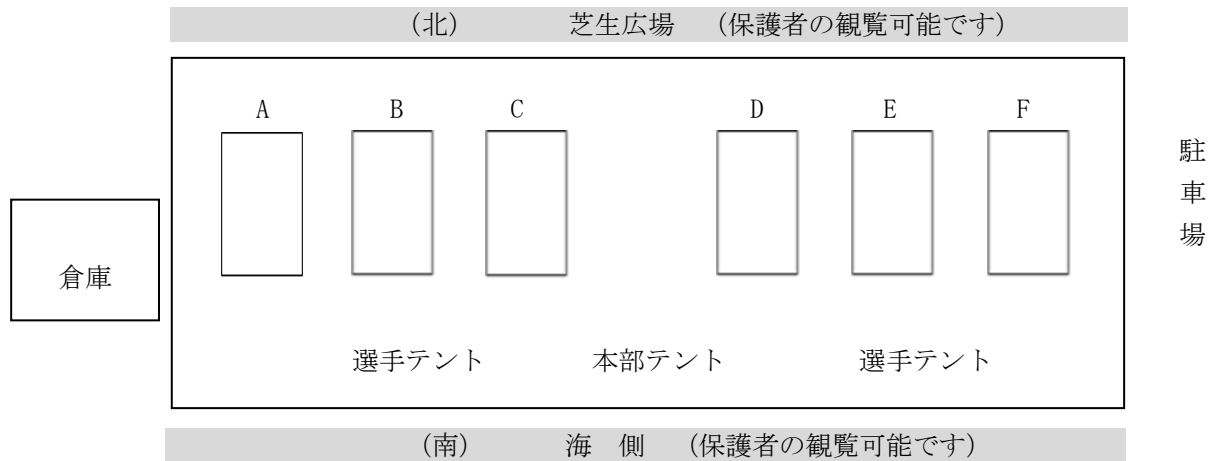 (北) 芝生広場 (保護者の観覧可能です)
A B C D E F
駐車場
倉庫
選手テント 本部テント 選手テント
(南) 海 側 (保護者の観覧可能です)